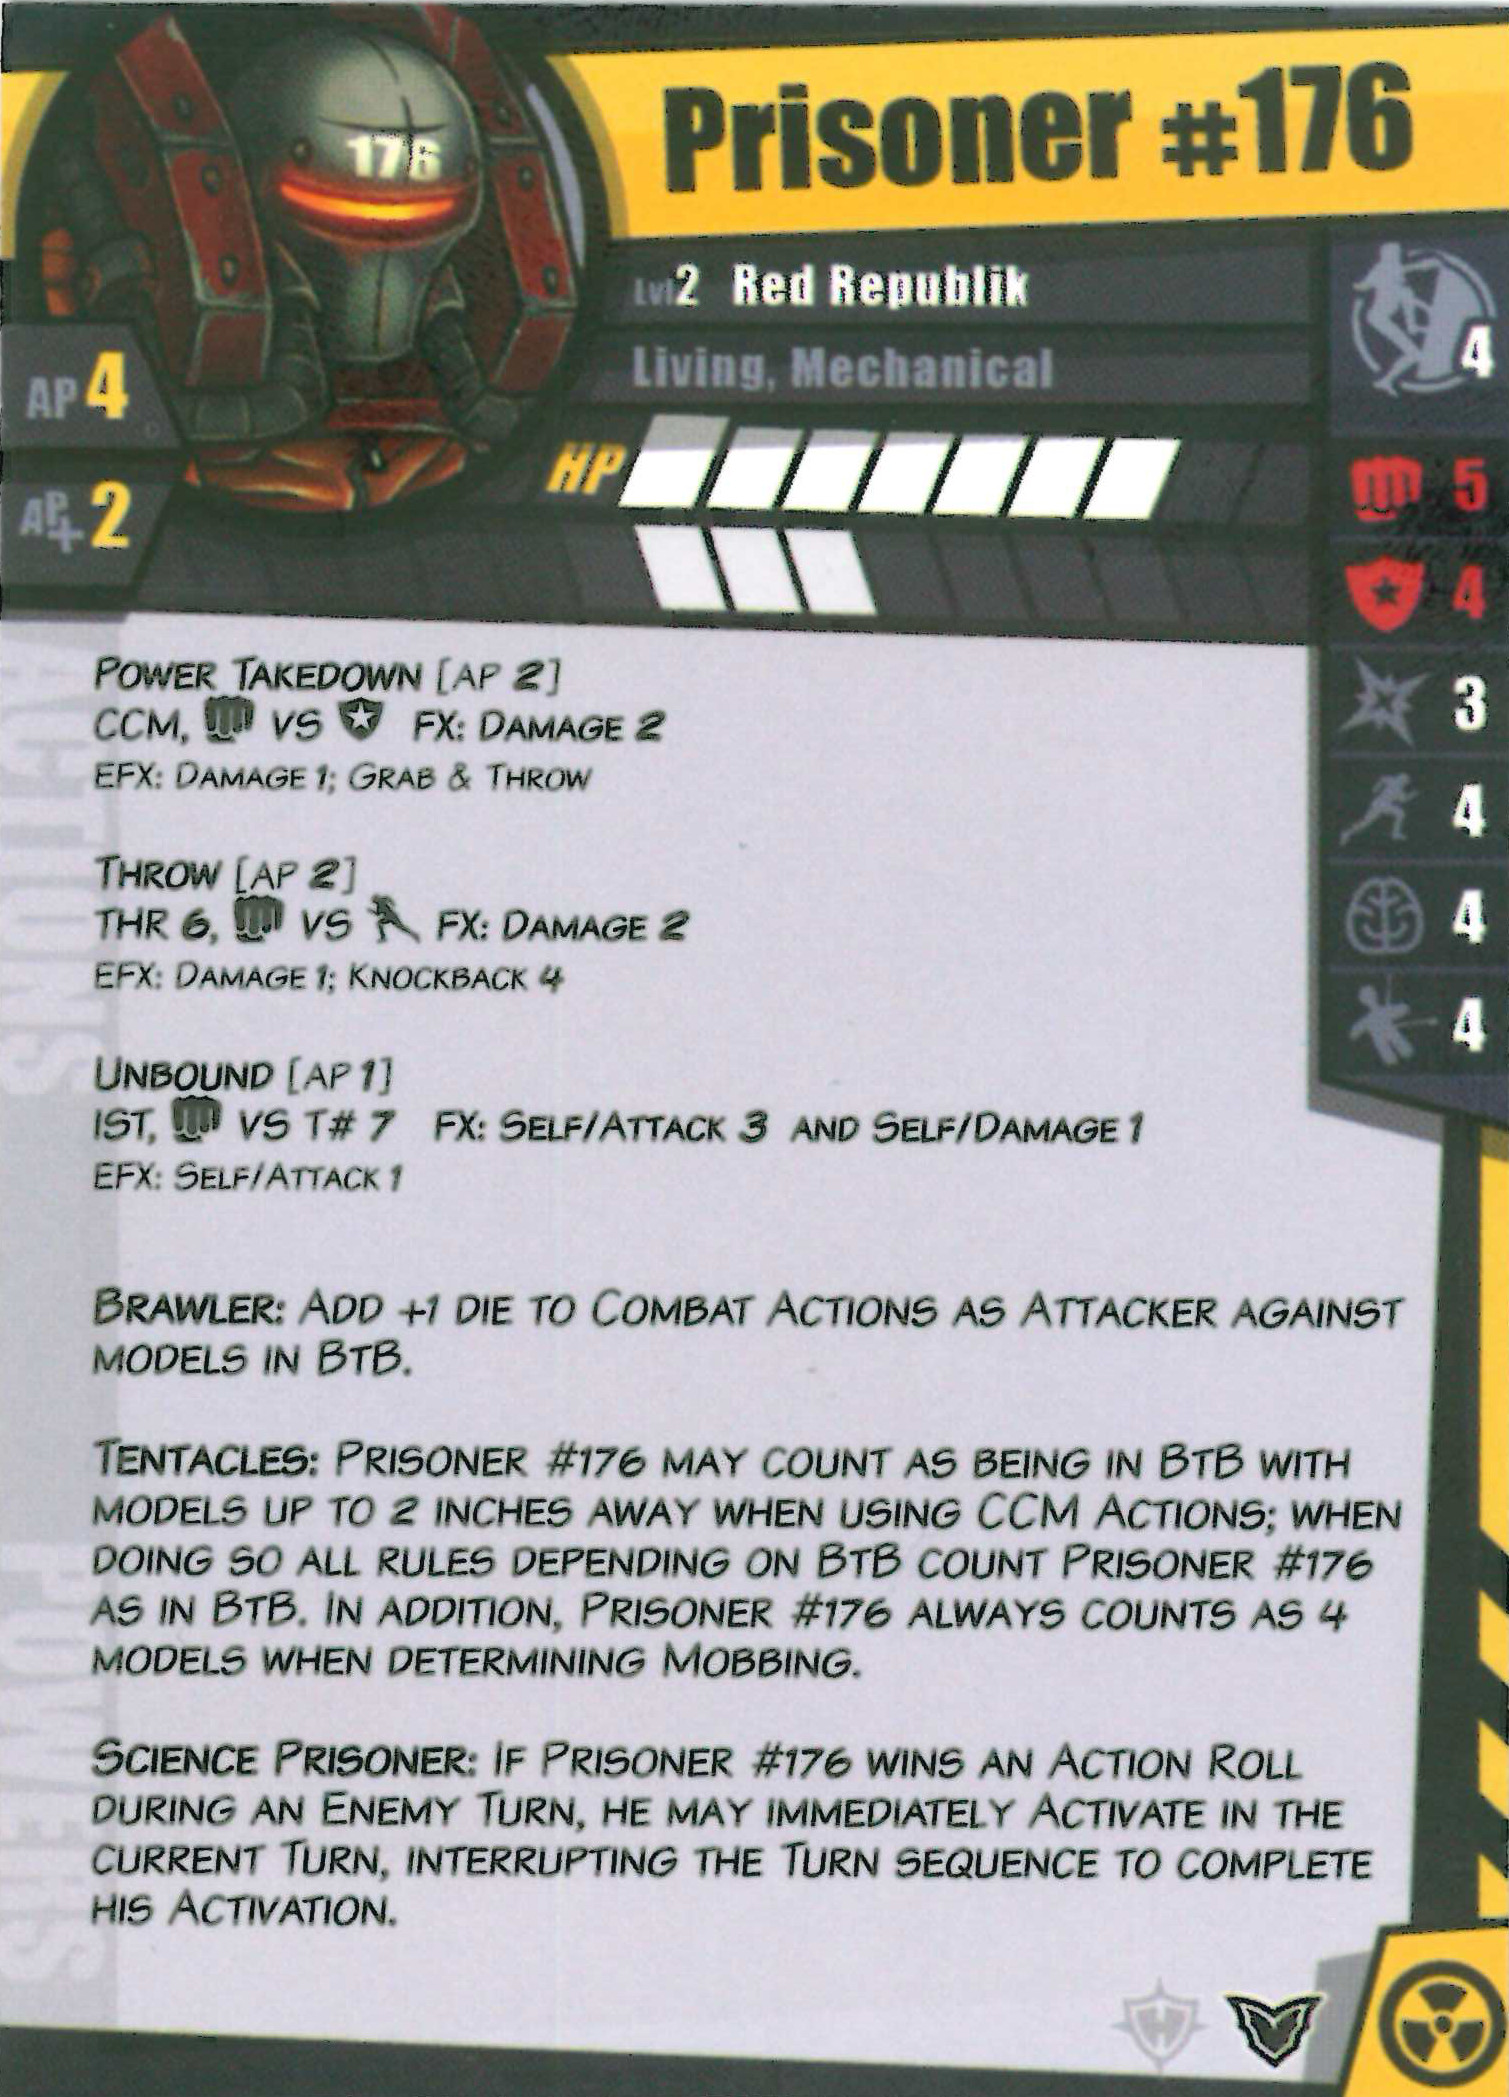 176
Prisoner #176
Lvl2 Red Republik
Living, Mechanical
4
AP 4
HP
5
AP+ 2
4
3
4
4
4
POWER TAKEDOWN [AP 2]
CCM, VS FX: DAMAGE 2
EFX: DAMAGE 1; GRAB & THROW
THROW [AP 2]
THR 6, VS FX: DAMAGE 2
EFX: DAMAGE 1; KNOCKBACK 4
UNBOUND [AP 1]
IST, VS T# 7 FX: SELF/ATTACK 3 AND SELF/DAMAGE 1
EFX: SELF/ATTACK 1
BRAWLER: ADD +1 DIE TO COMBAT ACTIONS AS ATTACKER AGAINST
MODELS IN BTB.
TENTACLES: PRISONER #176 MAY COUNT AS BEING IN BTB WITH
MODELS UP TO 2 INCHES AWAY WHEN USING CCM ACTIONS; WHEN
DOING SO ALL RULES DEPENDING ON BTB COUNT PRISONER #176
AS IN BTB. IN ADDITION, PRISONER #176 ALWAYS COUNTS AS 4
MODELS WHEN DETERMINING MOBBING.
SCIENCE PRISONER: IF PRISONER #176 WINS AN ACTION ROLL
DURING AN ENEMY TURN, HE MAY IMMEDIATELY ACTIVATE IN THE
CURRENT TURN, INTERRUPTING THE TURN SEQUENCE TO COMPLETE
HIS ACTIVATION.
ACTIONS
POWERS